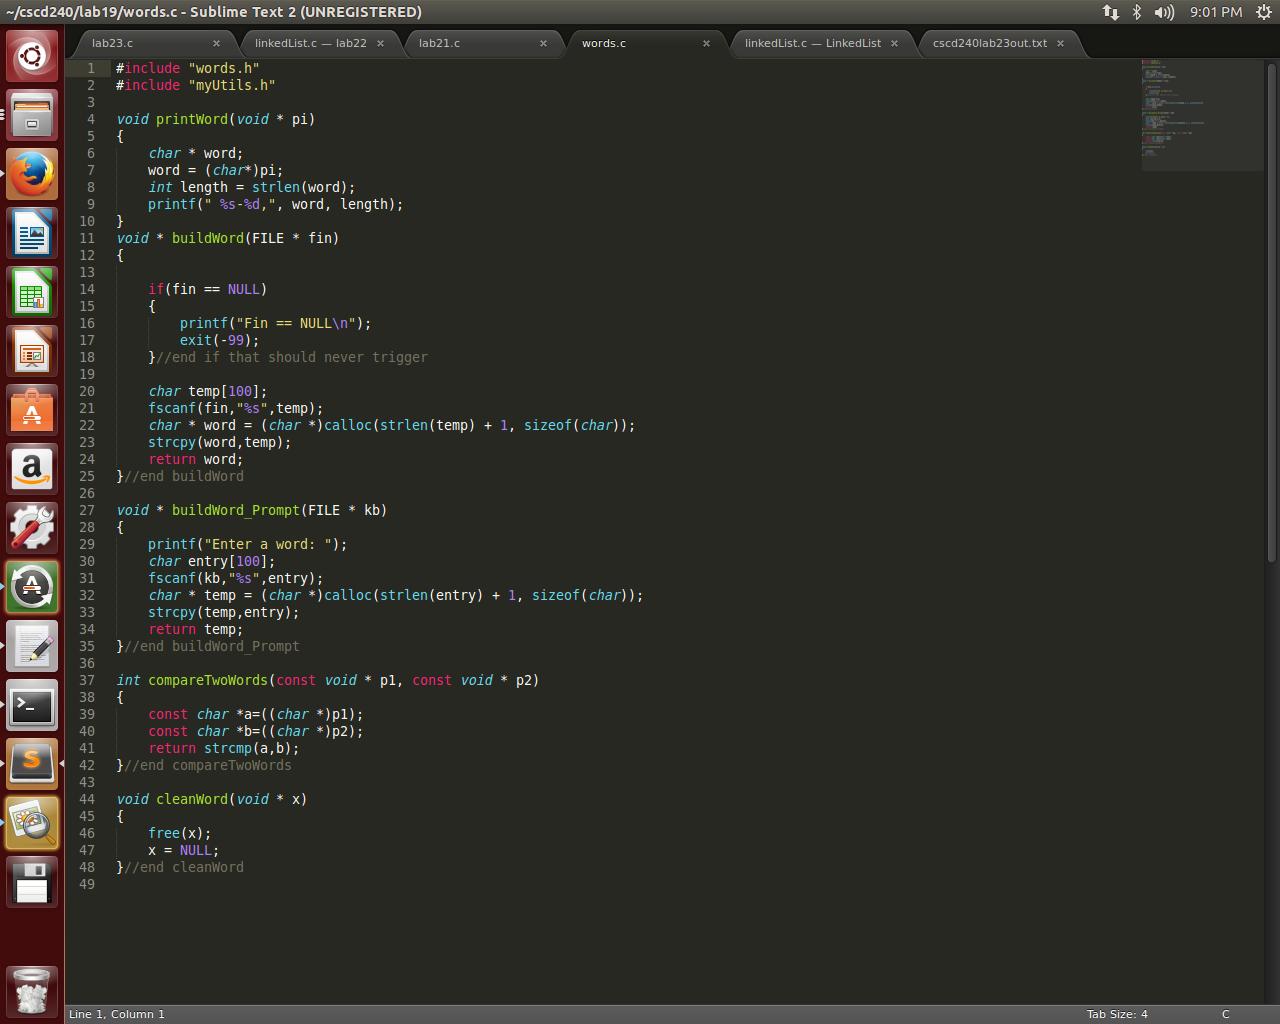 ~/cscd240/lab19/words.c - Sublime Text 2 (UNREGISTERED) 9:01 PM
lab23.c × linkedList.c — lab22 × lab21.c × words.c × linkedList.c — LinkedList × cscd240lab23out.txt ×
1 #include "words.h"
2 #include "myUtils.h"
3
4 void printWord(void * pi)
5 {
6     char * word;
7     word = (char*)pi;
8     int length = strlen(word);
9     printf(" %s-%d,", word, length);
10 }
11 void * buildWord(FILE * fin)
12 {
13
14     if(fin == NULL)
15     {
16         printf("Fin == NULL\n");
17         exit(-99);
18     }//end if that should never trigger
19
20     char temp[100];
21     fscanf(fin,"%s",temp);
22     char * word = (char *)calloc(strlen(temp) + 1, sizeof(char));
23     strcpy(word,temp);
24     return word;
25 }//end buildWord
26
27 void * buildWord_Prompt(FILE * kb)
28 {
29     printf("Enter a word: ");
30     char entry[100];
31     fscanf(kb,"%s",entry);
32     char * temp = (char *)calloc(strlen(entry) + 1, sizeof(char));
33     strcpy(temp,entry);
34     return temp;
35 }//end buildWord_Prompt
36
37 int compareTwoWords(const void * p1, const void * p2)
38 {
39     const char *a=((char *)p1);
40     const char *b=((char *)p2);
41     return strcmp(a,b);
42 }//end compareTwoWords
43
44 void cleanWord(void * x)
45 {
46     free(x);
47     x = NULL;
48 }//end cleanWord
49
Line 1, Column 1 Tab Size: 4 C